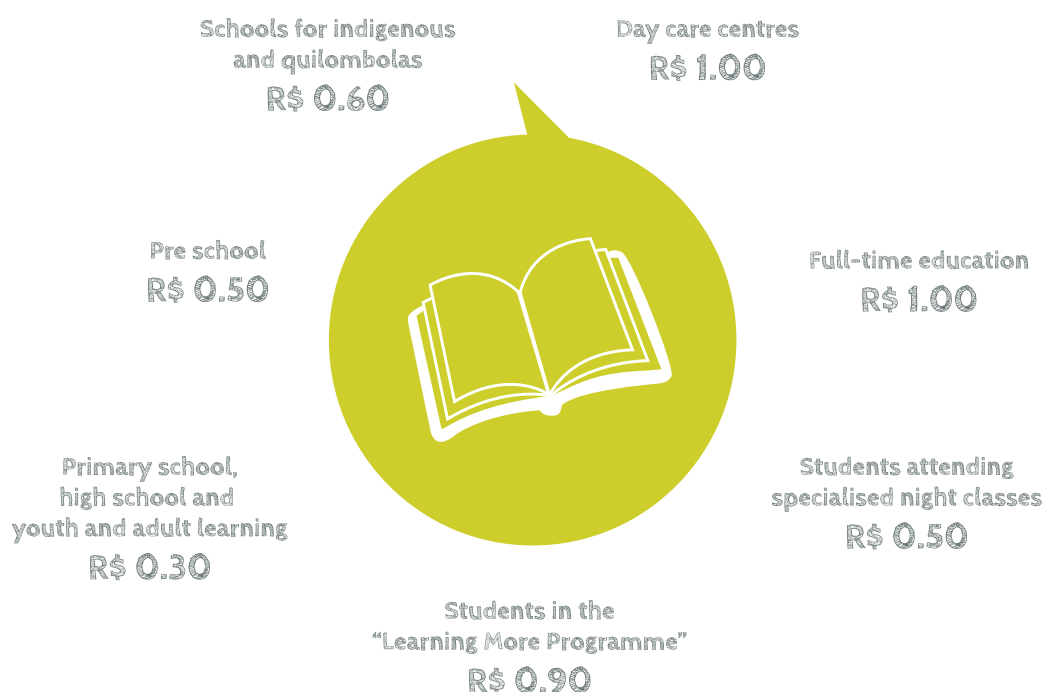 Schools for indigenous
and quilombolas
R$ 0.60
Day care centres
R$ 1.00
Pre school
R$ 0.50
Full-time education
R$ 1.00
Primary school,
high school and
youth and adult learning
R$ 0.30
Students attending
specialised night classes
R$ 0.50
Students in the
“Learning More Programme”
R$ 0.90